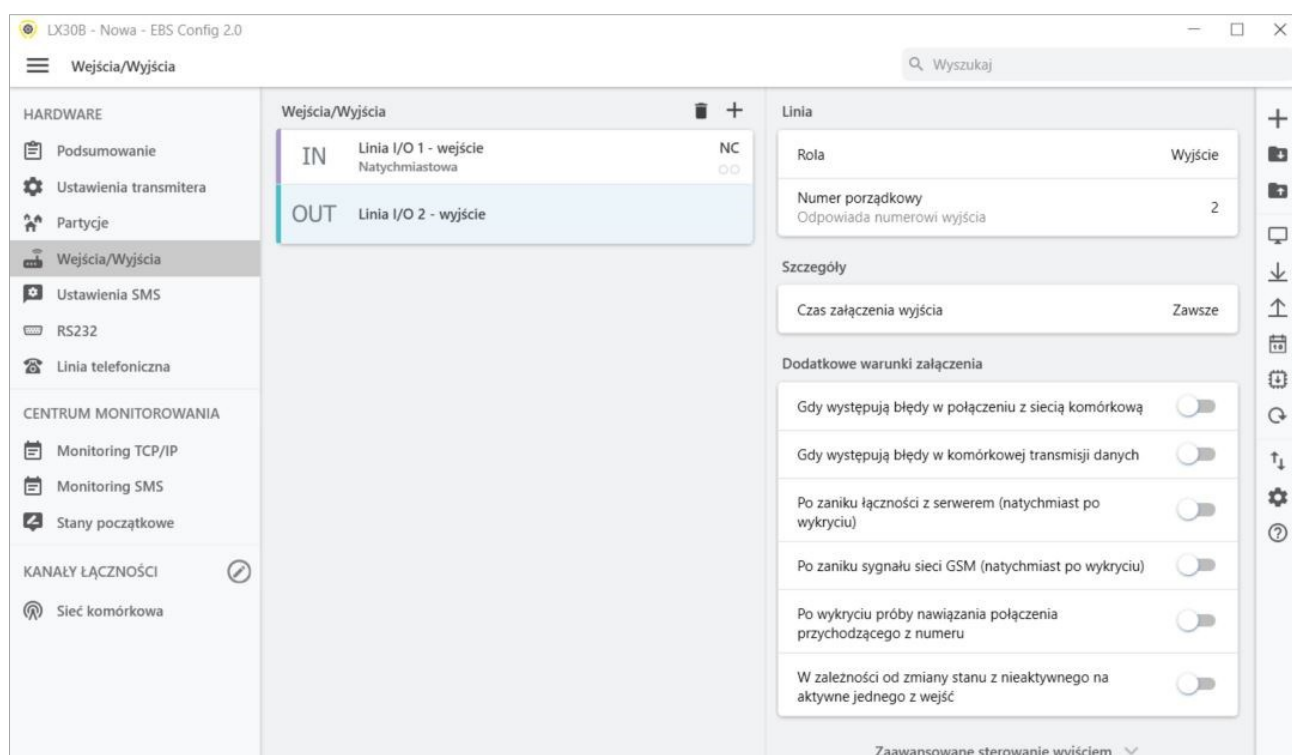 LX30B - Nowa - EBS Config 2.0
Wejścia/Wyjścia
Wyszukaj
HARDWARE
Podsumowanie
Ustawienia transmitera
Partycje
Wejścia/Wyjścia
Ustawienia SMS
RS232
Linia telefoniczna
CENTRUM MONITOROWANIA
Monitoring TCP/IP
Monitoring SMS
Stany początkowe
KANAŁY ŁĄCZNOŚCI
Sieć komórkowa
Wejścia/Wyjścia
IN
Linia I/O 1 - wejście
NC
Natychmiastowa
OUT
Linia I/O 2 - wyjście
Linia
Rola
Wyjście
Numer porządkowy
Odpowiada numerowi wyjścia
2
Szczegóły
Czas załączenia wyjścia
Zawsze
Dodatkowe warunki załączenia
Gdy występują błędy w połączeniu z siecią komórkową
Gdy występują błędy w komórkowej transmisji danych
Po zaniku łączności z serwerem (natychmiast po
wykryciu)
Po zaniku sygnału sieci GSM (natychmiast po wykryciu)
Po wykryciu próby nawiązania połączenia
przychodzącego z numeru
W zależności od zmiany stanu z nieaktywnego na
aktywne jednego z wejść
Zaawansowane sterowanie wyjściem